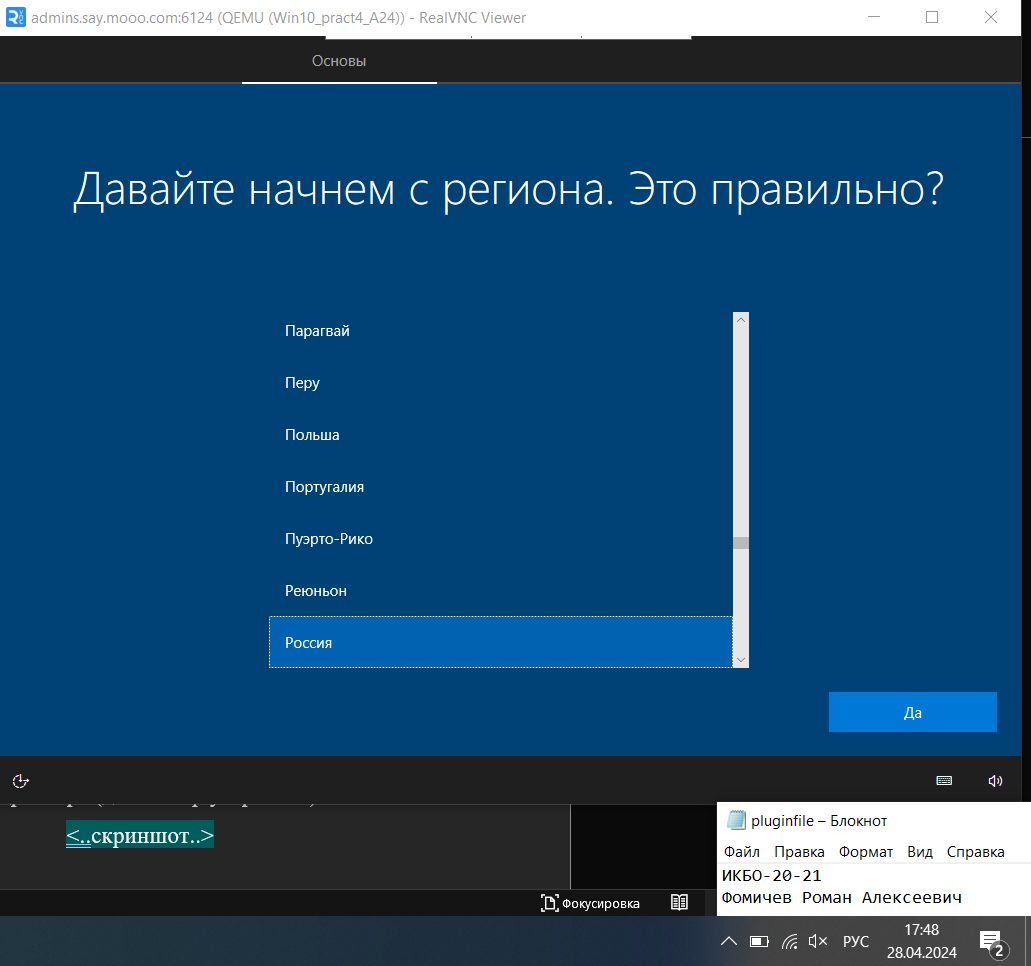 admins.say.mooo.com:6124 (QEMU (Win10_pract4_A24)) - RealVNC Viewer
Основы
Давайте начнем с региона. Это правильно?
Парагвай
Перу
Польша
Португалия
Пуэрто-Рико
Реюньон
Россия
Да
<..скриншот..>
pluginfile – Блокнот
Файл Правка Формат Вид Справка
ИКБО-20-21
Фомичев Роман Алексеевич
Фокусировка
РУС
17:48
28.04.2024
2